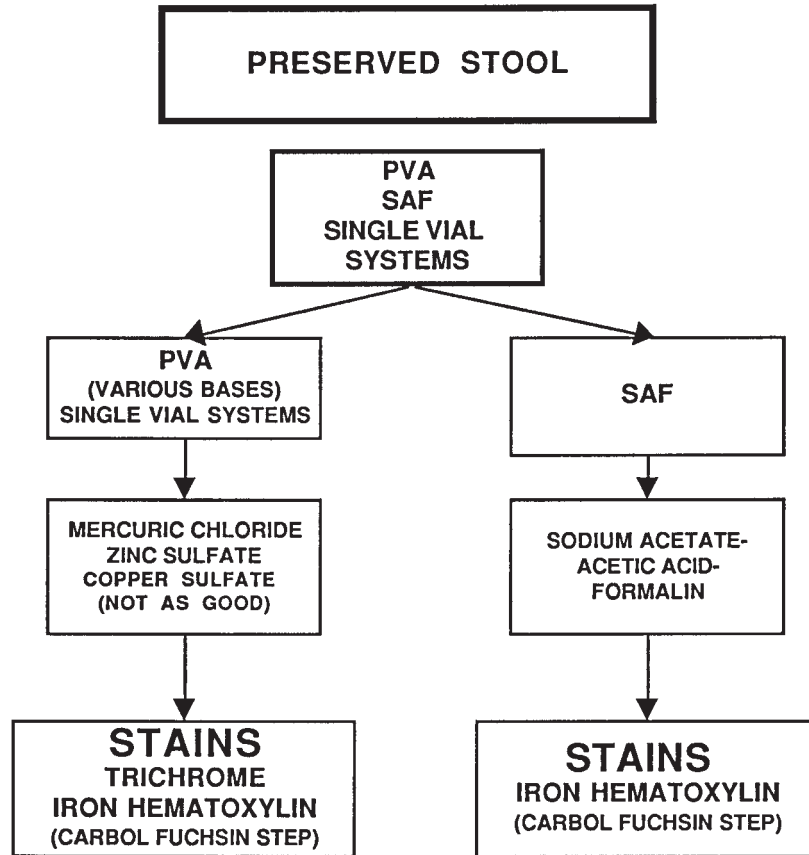 PRESERVED STOOL
PVA
SAF
SINGLE VIAL
SYSTEMS
PVA
(VARIOUS BASES)
SINGLE VIAL SYSTEMS
SAF
MERCURIC CHLORIDE
ZINC SULFATE
COPPER SULFATE
(NOT AS GOOD)
SODIUM ACETATE-
ACETIC ACID-
FORMALIN
STAINS
TRICHROME
IRON HEMATOXYLIN
(CARBOL FUCHSIN STEP)
STAINS
IRON HEMATOXYLIN
(CARBOL FUCHSIN STEP)